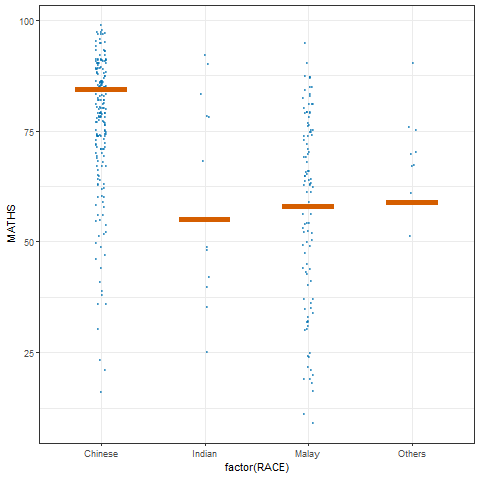 100
75
50
25
MATHS
Chinese
Indian
Malay
Others
factor(RACE)